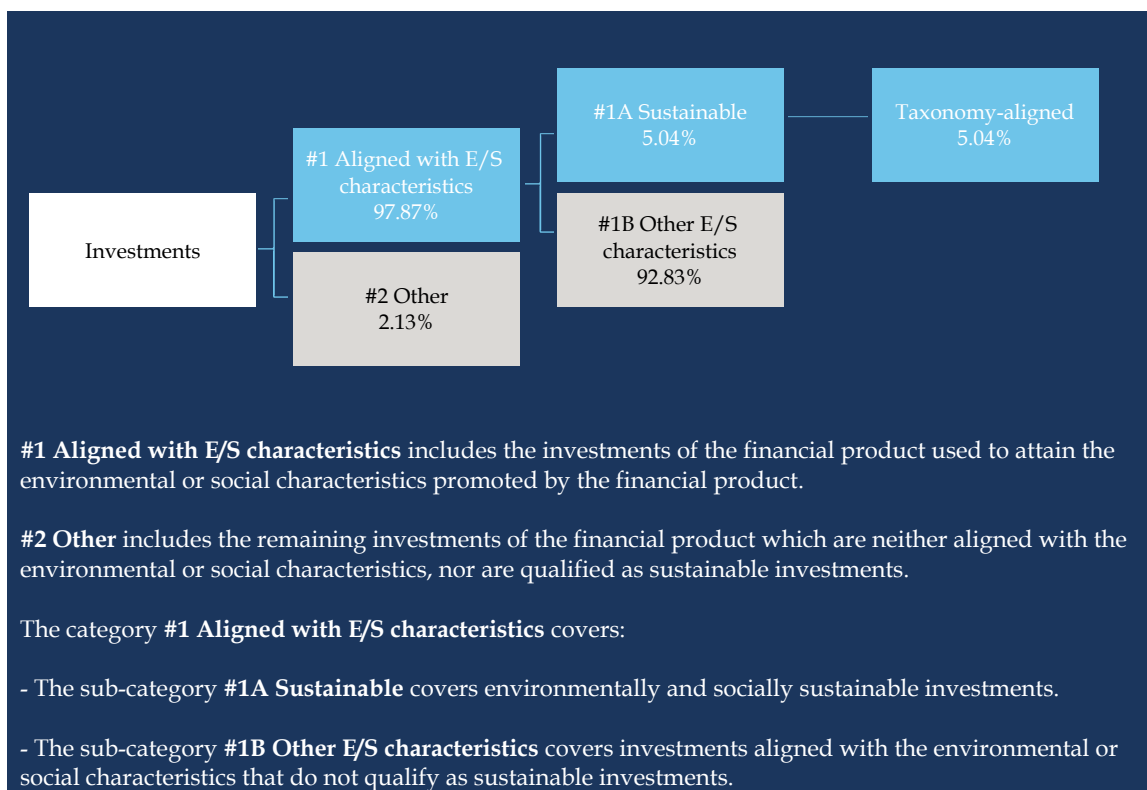 Investments
#1 Aligned with E/S
characteristics
97.87%
#2 Other
2.13%
#1A Sustainable
5.04%
#1B Other E/S
characteristics
92.83%
Taxonomy-aligned
5.04%
#1 Aligned with E/S characteristics includes the investments of the financial product used to attain the
environmental or social characteristics promoted by the financial product.
#2 Other includes the remaining investments of the financial product which are neither aligned with the
environmental or social characteristics, nor are qualified as sustainable investments.
The category #1 Aligned with E/S characteristics covers:
- The sub-category #1A Sustainable covers environmentally and socially sustainable investments.
- The sub-category #1B Other E/S characteristics covers investments aligned with the environmental or
social characteristics that do not qualify as sustainable investments.